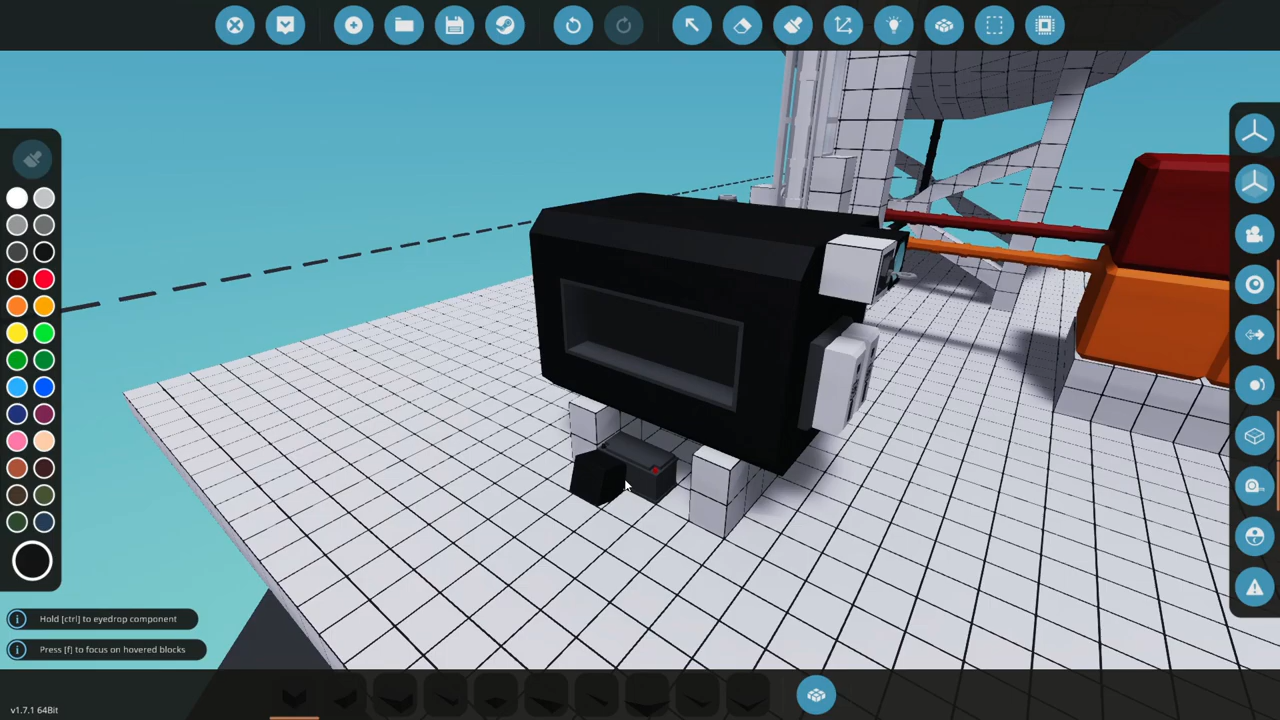 Hold [ctrl] to eyedrop component
Press [f] to focus on hovered blocks
v1.7.1 64Bit